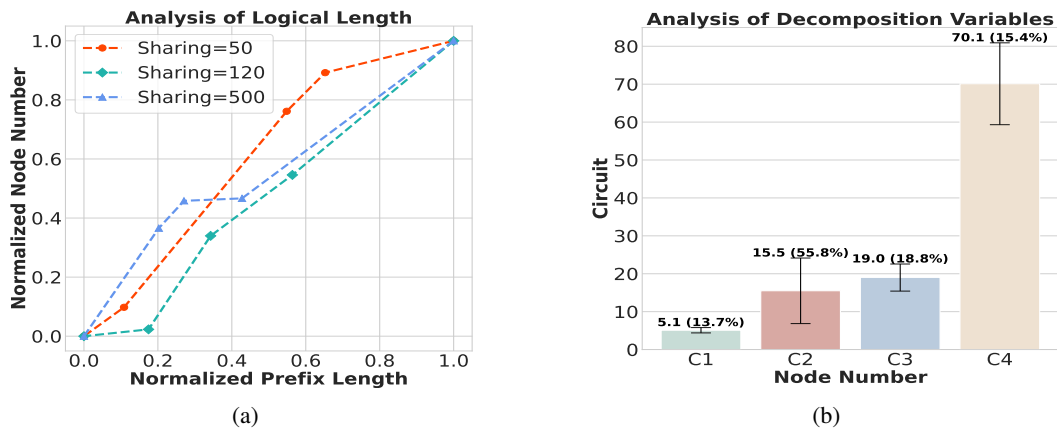 Analysis of Logical Length
Normalized Node Number
1.0
0.8
0.6
0.4
0.2
0.0
Sharing=50
Sharing=120
Sharing=500
0.0 0.2 0.4 0.6 0.8 1.0
Normalized Prefix Length
(a)
Analysis of Decomposition Variables
Circuit
80
70
60
50
40
30
20
10
0
5.1 (13.7%)
15.5 (55.8%)
19.0 (18.8%)
70.1 (15.4%)
C1 C2 C3 C4
Node Number
(b)